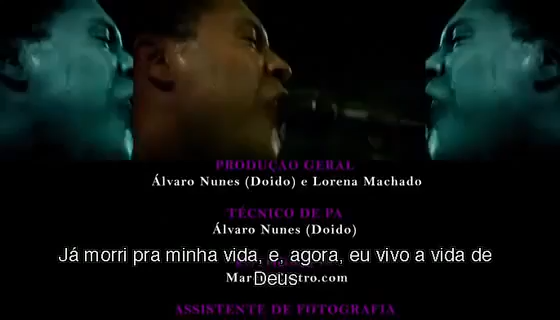 PRODUÇÃO GERAL
Álvaro Nunes (Doido) e Lorena Machado
TÉCNICO DE PA
Álvaro Nunes (Doido)
Já morri pra minha vida, e, agora, eu vivo a vida de
Deus
ASSISTENTE DE FOTOGRAFIA